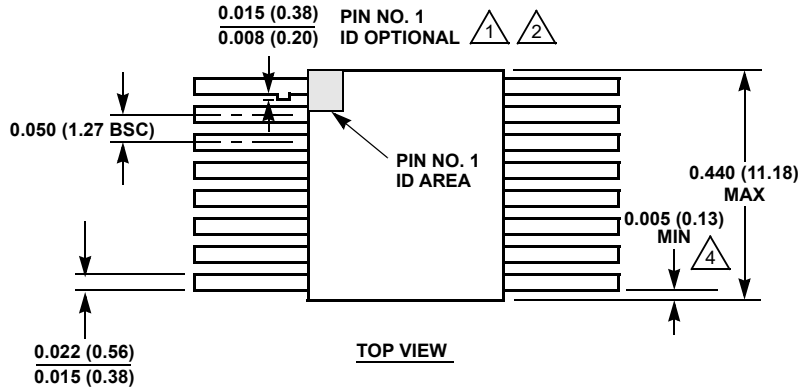 0.015 (0.38)
0.008 (0.20)
PIN NO. 1
ID OPTIONAL 1 2
0.050 (1.27 BSC)
PIN NO. 1
ID AREA
0.440 (11.18)
MAX
0.005 (0.13)
MIN 4
0.022 (0.56)
0.015 (0.38)
TOP VIEW